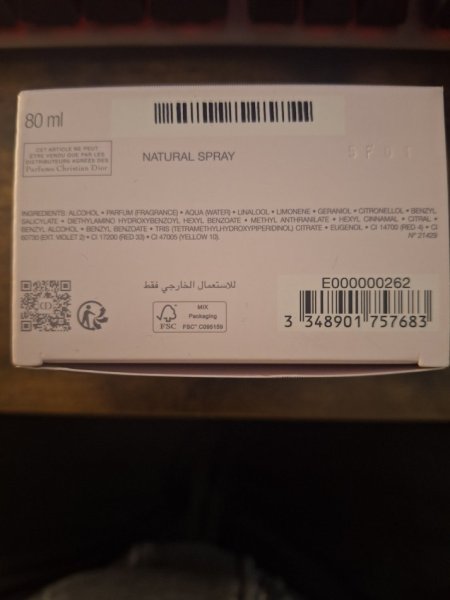 80 ml
CET ARTICLE NE PEUT
ÊTRE VENDU QUE PAR LES
DISTRIBUTEURS AGRÉÉS DES
Parfums Christian Dior
NATURAL SPRAY
INGREDIENTS: ALCOHOL • PARFUM (FRAGRANCE) • AQUA (WATER) • LINALOOL • LIMONENE • GERANIOL • CITRONELLOL • BENZYL
SALICYLATE • DIETHYLAMINO HYDROXYBENZOYL HEXYL BENZOATE • METHYL ANTHRANILATE • HEXYL CINNAMAL • CITRAL •
BENZYL ALCOHOL • BENZYL BENZOATE • TRIS (TETRAMETHYLHYDROXYPIPERIDINOL) CITRATE • EUGENOL • CI 14700 (RED 4) • CI
60730 (EXT. VIOLET 2) • CI 17200 (RED 33) • CI 47005 (YELLOW 10). N° 21429
للاستعمال الخارجي فقط
FSC
MIX
Packaging
FSC® C095159
E000000262
3 348901 757683